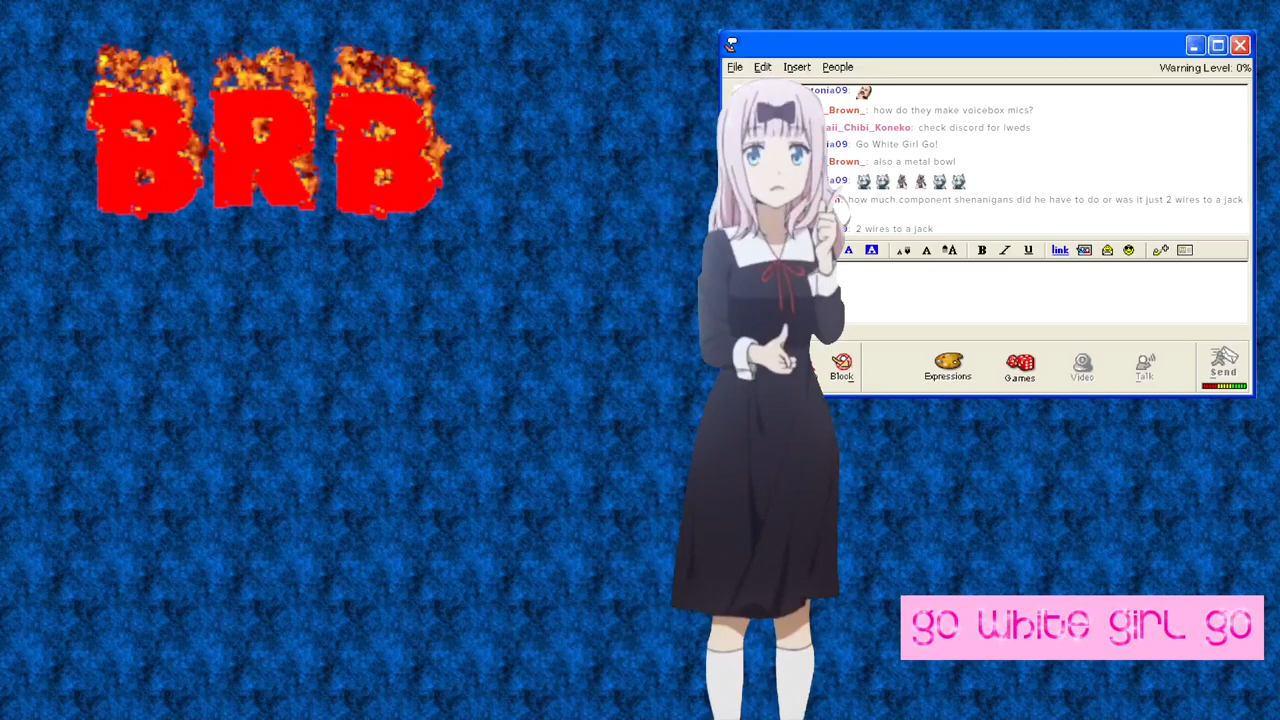 BRB
File Edit Insert People Warning Level: 0%
tonia09:
_Brown_: how do they make voicebox mics?
aii_Chibi_Koneko: check discord for lweds
ia09: Go White Girl Go!
_Brown_: also a metal bowl
ia09:
how much component shenanigans did he have to do or was it just 2 wires to a jack
2 wires to a jack
A A A A A B I U link
Block Expressions Games Video Talk Send
go white girl go